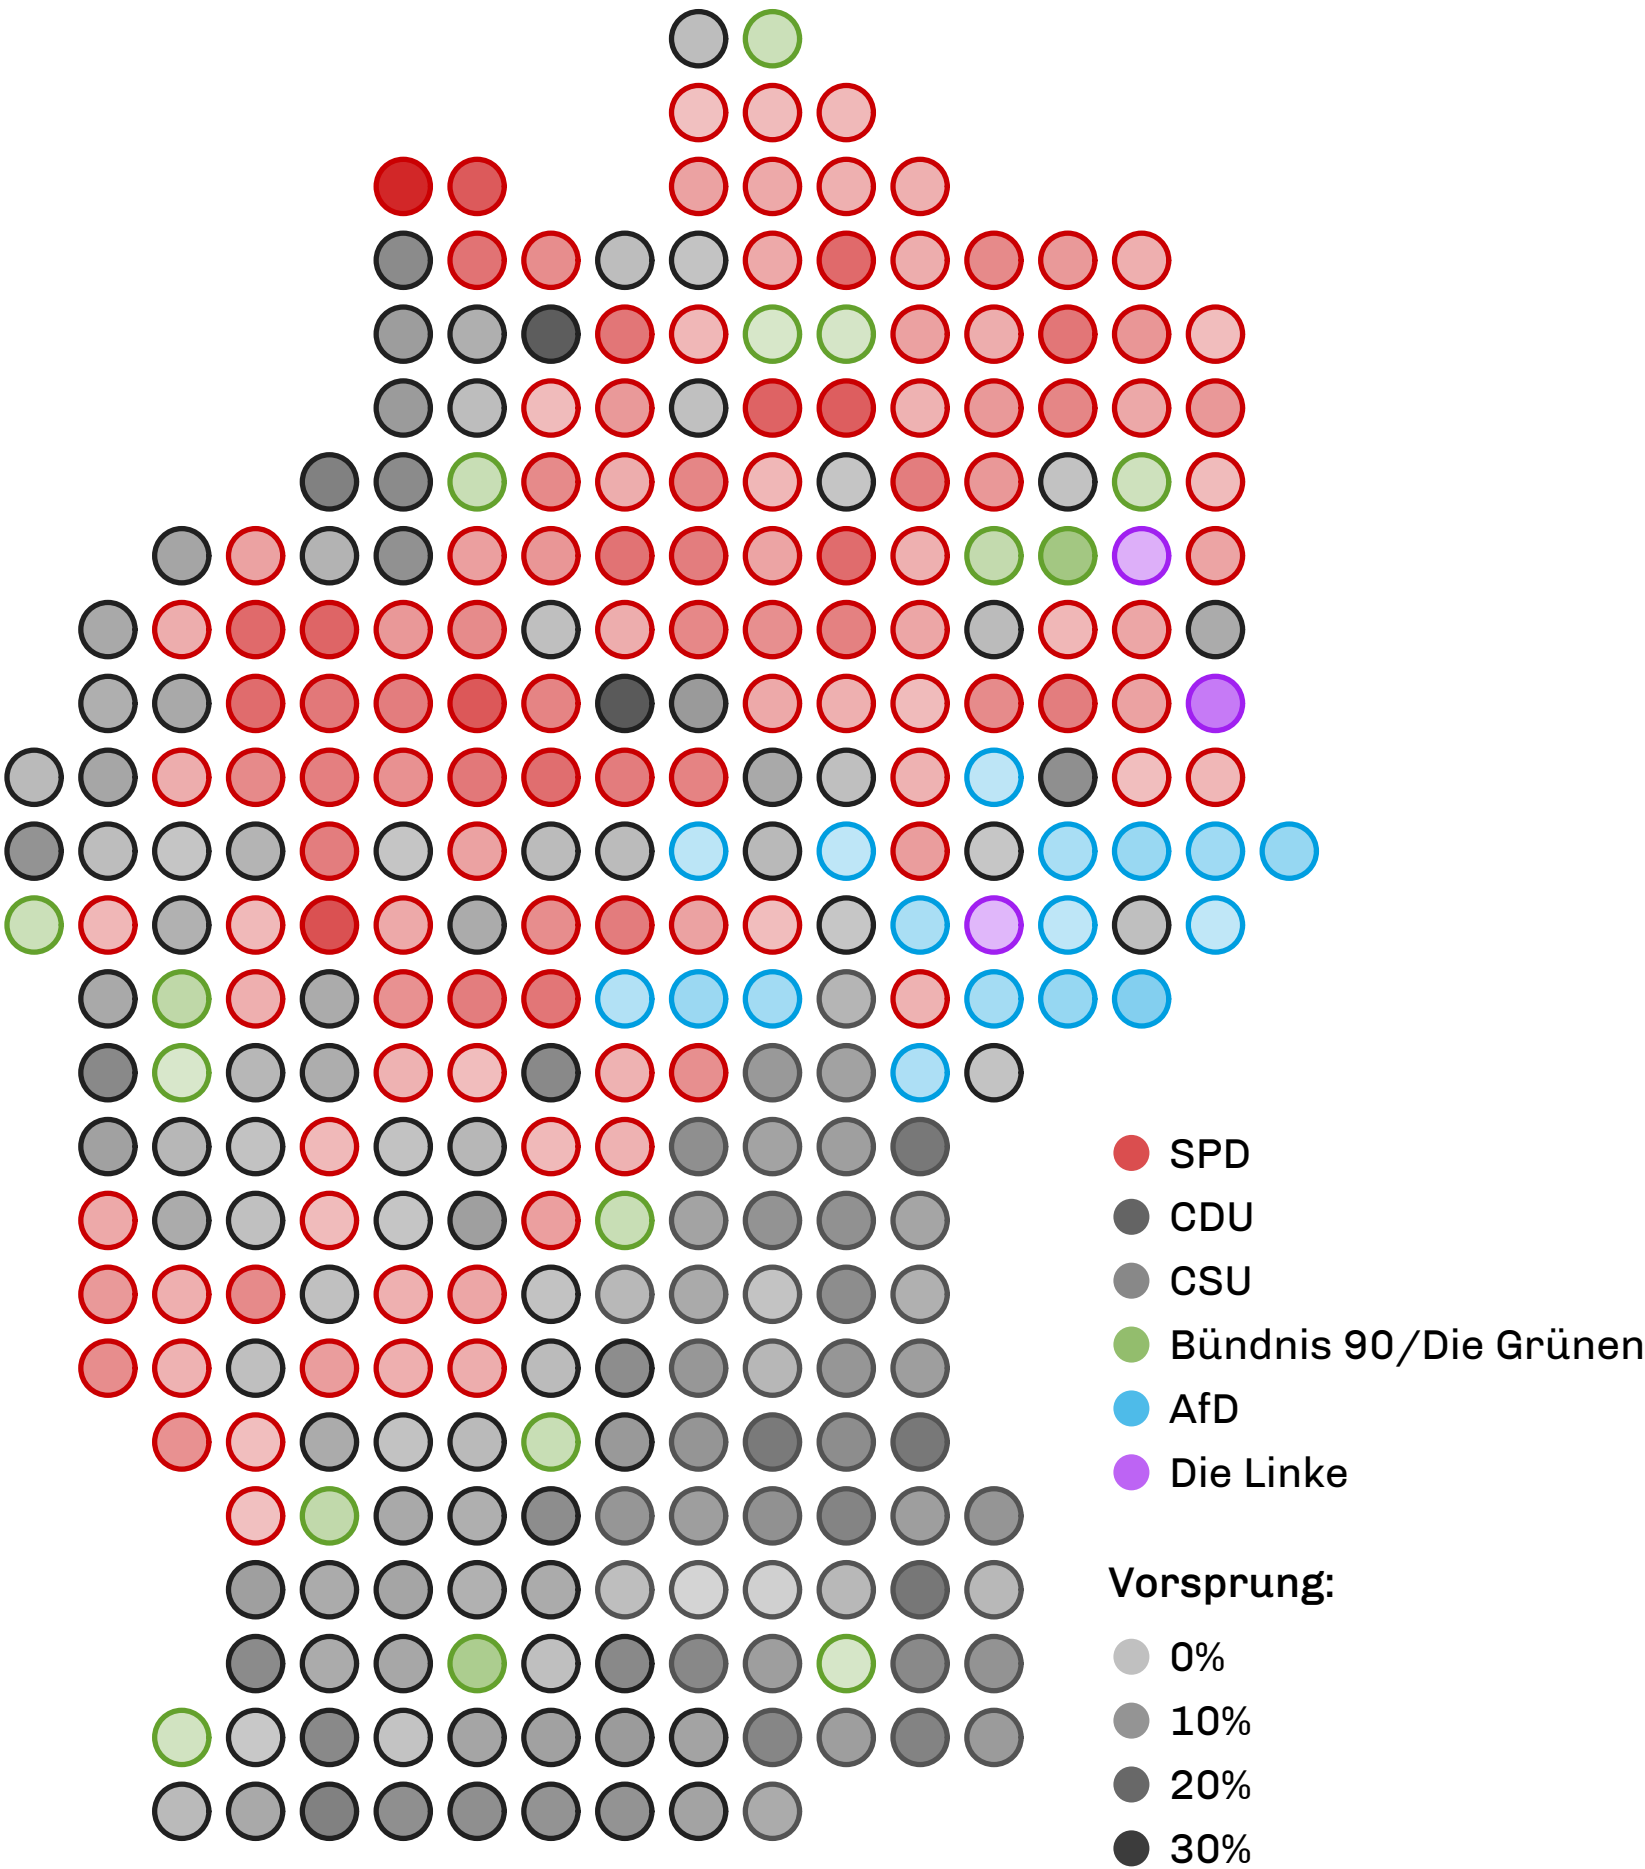 SPD
CDU
CSU
Bündnis 90/Die Grünen
AfD
Die Linke
Vorsprung:
0%
10%
20%
30%